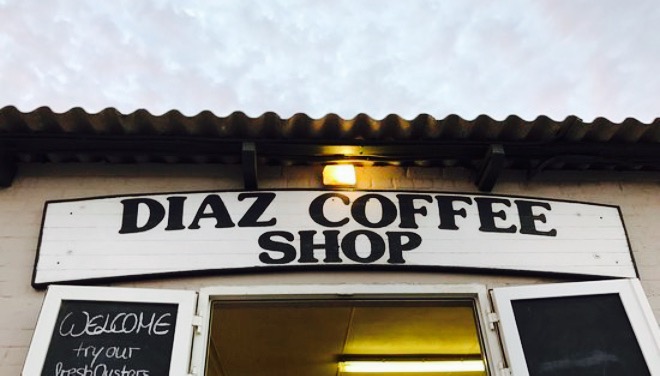 DIAZ COFFEE
SHOP
WELCOME
try our
fresh Oysters